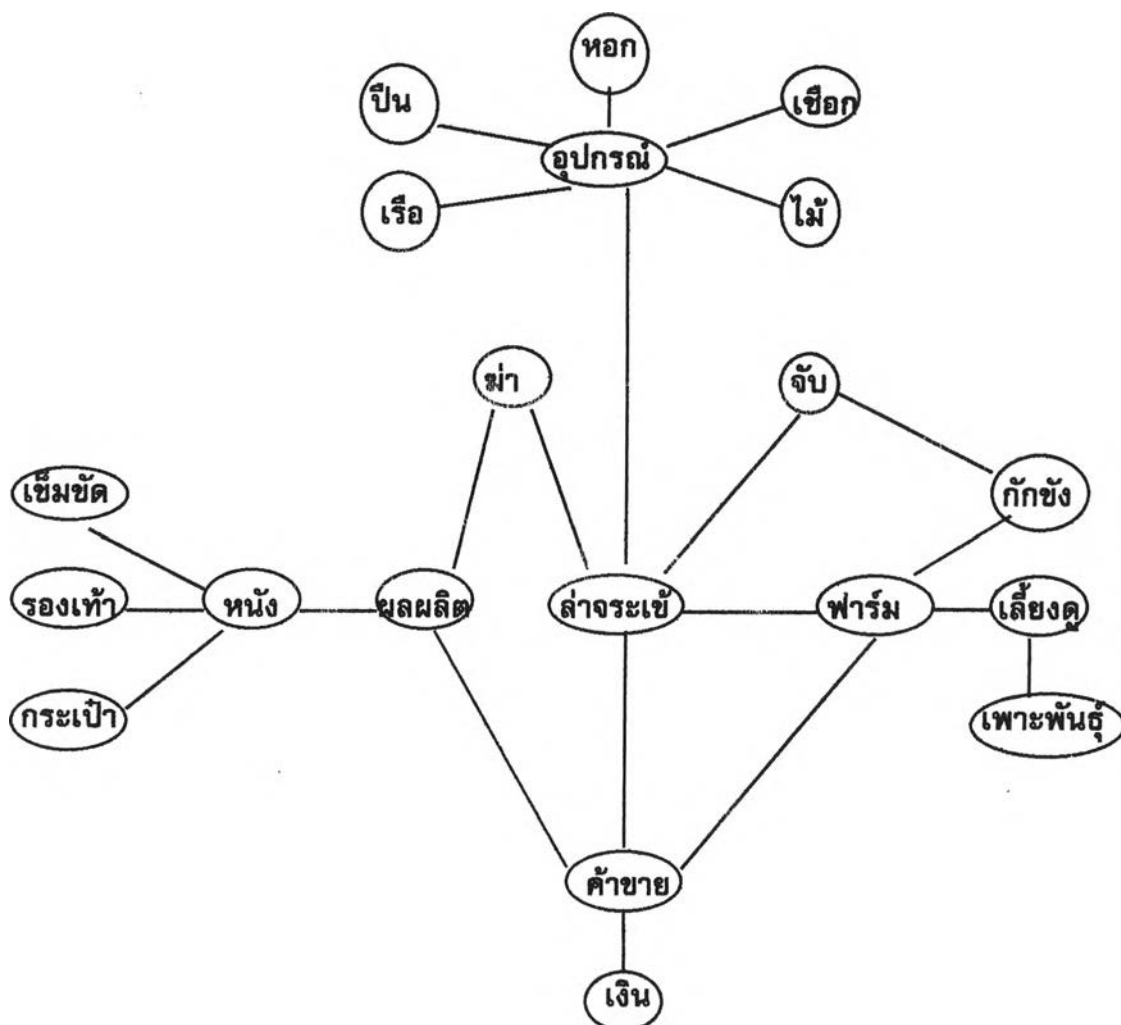 หอก
ปืน
เชือก
อุปกรณ์
เรือ
ไม้
ฆ่า
จับ
เข็มขัด
กักขัง
รองเท้า
หนัง
ผลผลิต
ล่าจระเข้
ฟาร์ม
เลี้ยงดู
กระเป๋า
เพาะพันธุ์
ค้าขาย
เงิน